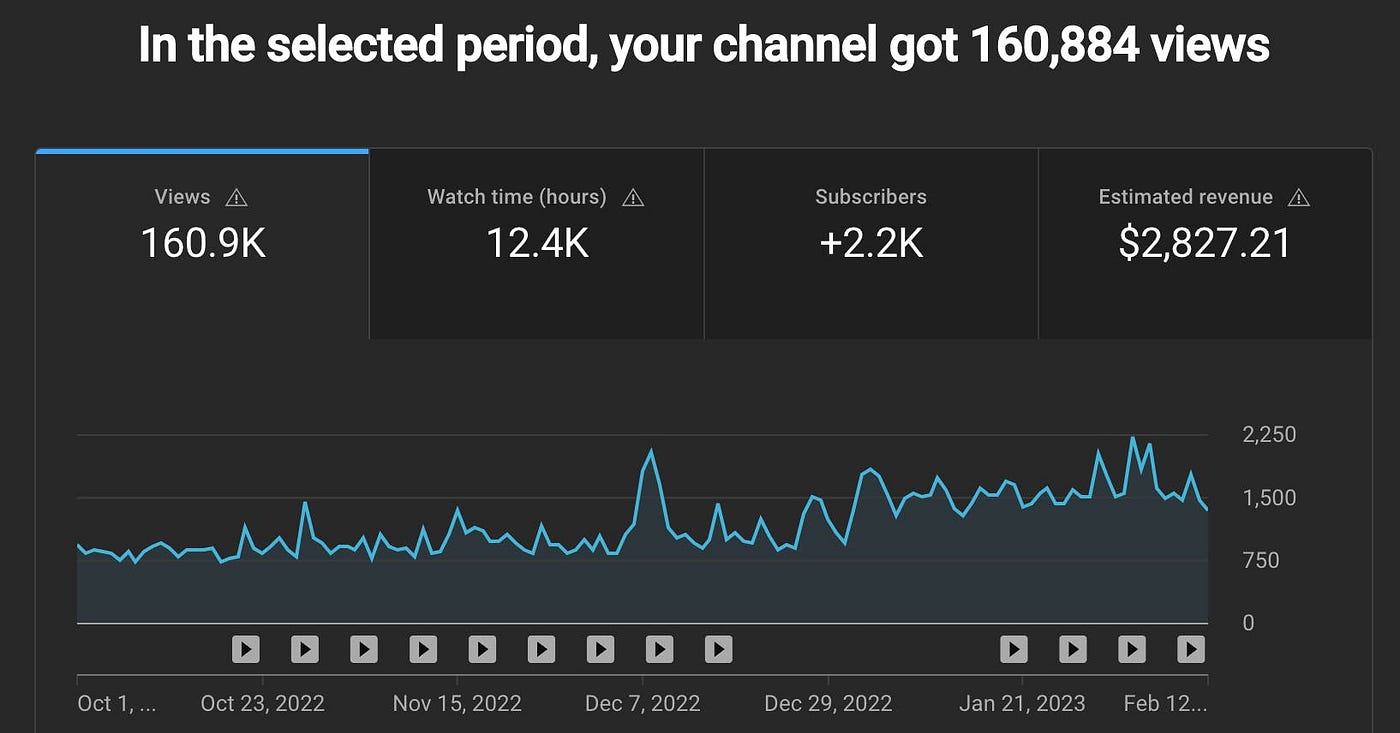 In the selected period, your channel got 160,884 views
Views
160.9K
Watch time (hours)
12.4K
Subscribers
+2.2K
Estimated revenue
$2,827.21
2,250
1,500
750
0
Oct 1, ... Oct 23, 2022 Nov 15, 2022 Dec 7, 2022 Dec 29, 2022 Jan 21, 2023 Feb 12...